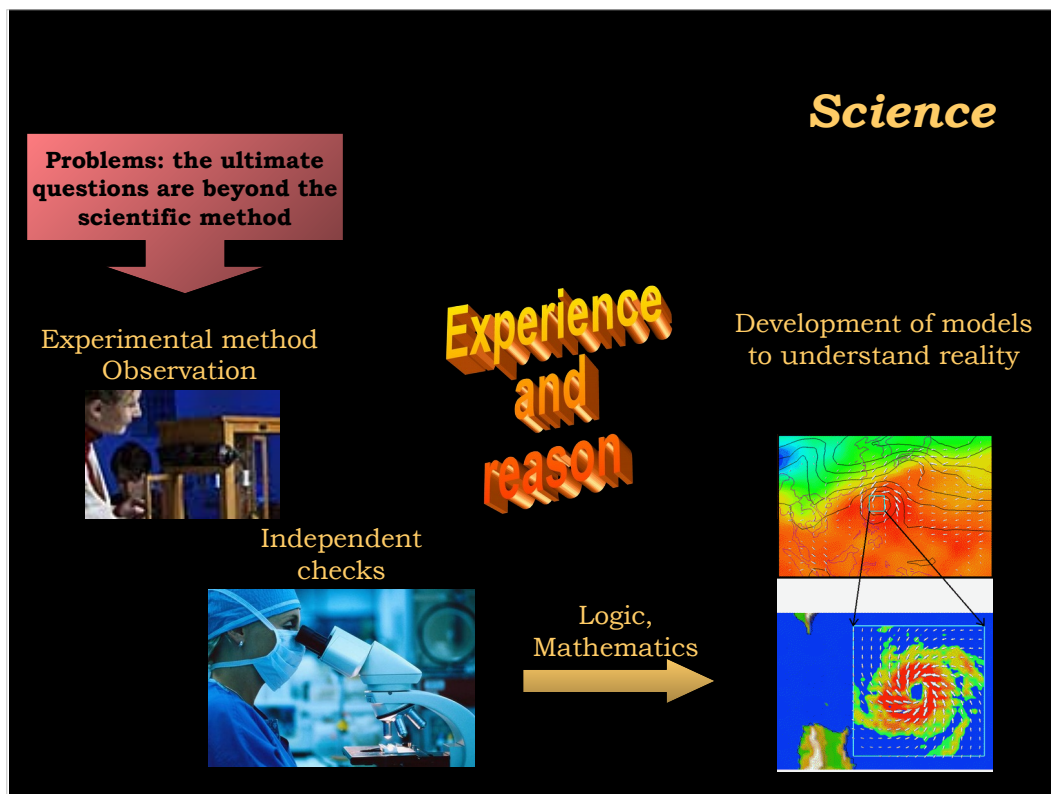 Science
Problems: the ultimate
questions are beyond the
scientific method
Experimental method
Observation
Experience
and
reason
Development of models
to understand reality
Independent
checks
Logic,
Mathematics